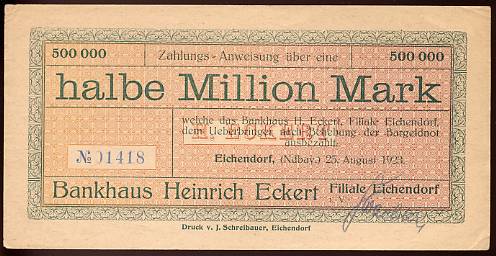 500 000 Zahlungs-Anweisung über eine 500 000
halbe Million Mark
welche das Bankhaus H. Eckert, Filiale Eichendorf,
dem Ueberbringer nach Behebung der Bargeldnot
ausbezahlt.
Eichendorf, (Ndbay.) 25. August 1923.
№ 01418
Bankhaus Heinrich Eckert Filiale Eichendorf
i. V.
Druck v. J. Schreibauer, Eichendorf